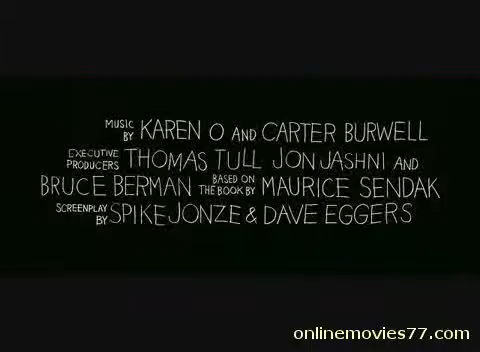 MUSIC BY KAREN O AND CARTER BURWELL
EXECUTIVE PRODUCERS THOMAS TULL JON JASHNI AND
BRUCE BERMAN BASED ON THE BOOK BY MAURICE SENDAK
SCREENPLAY BY SPIKE JONZE & DAVE EGGERS
onlinemovies77.com